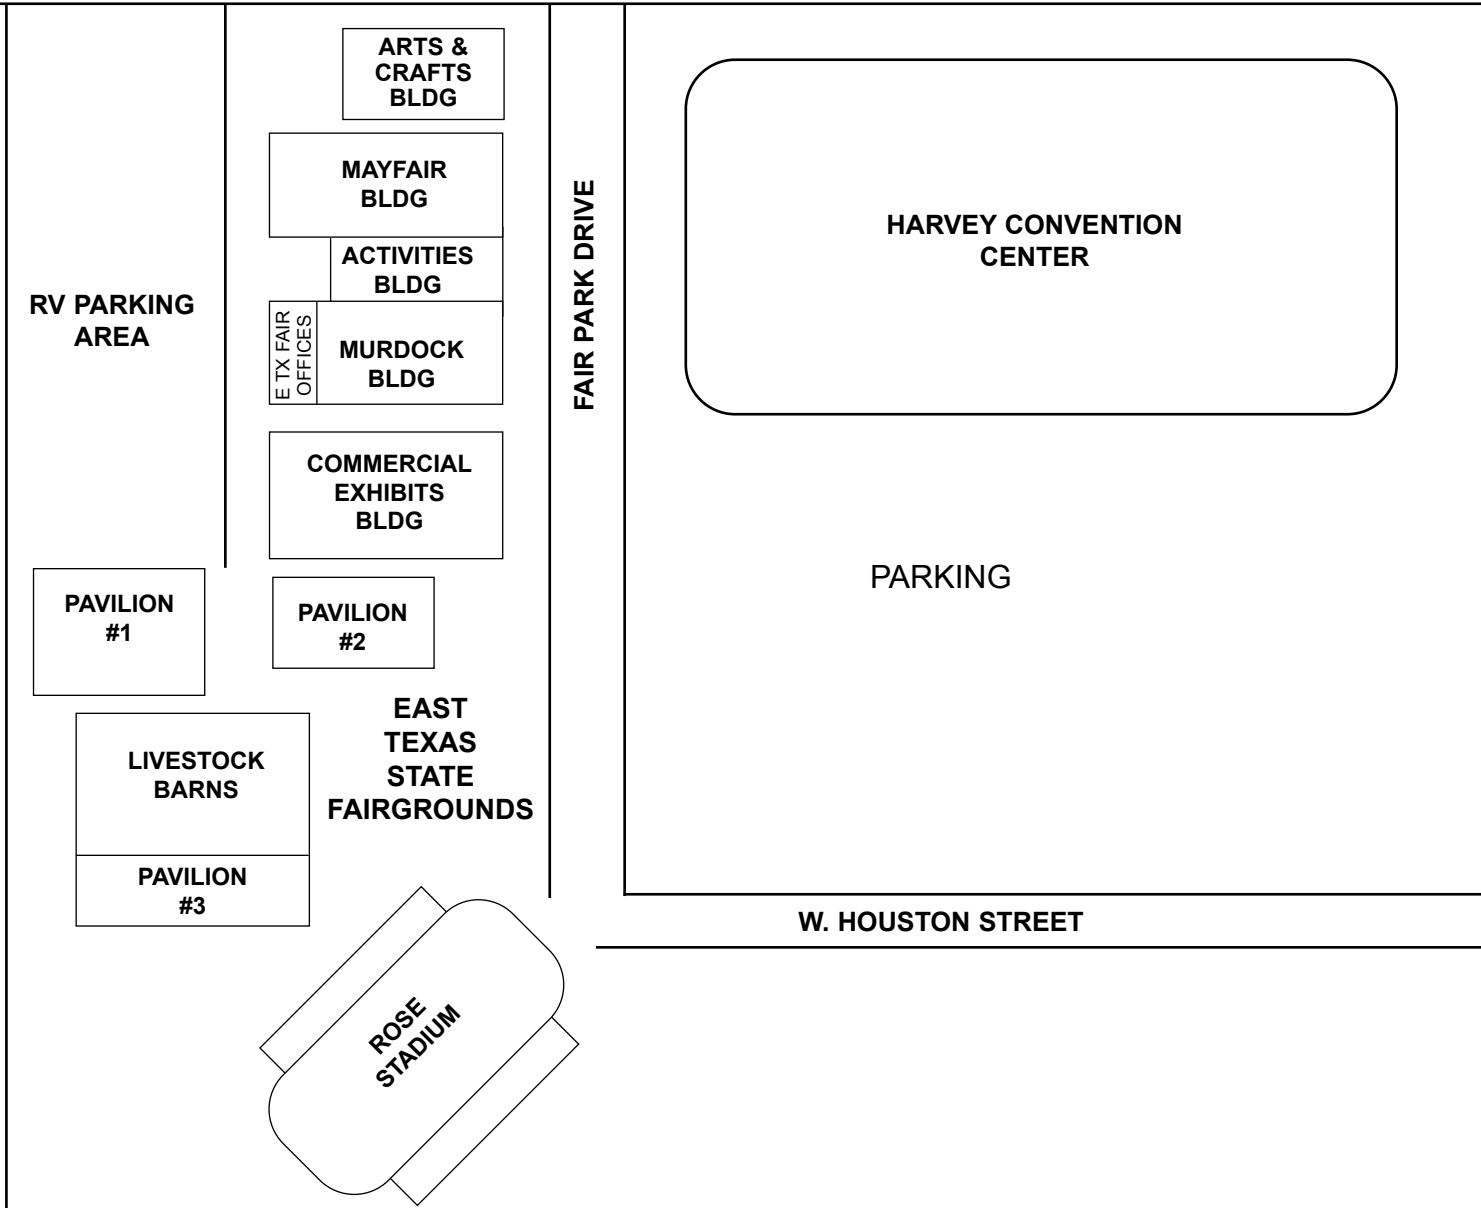 ARTS &
CRAFTS
BLDG
MAYFAIR
BLDG
ACTIVITIES
BLDG
E TX FAIR
OFFICES
MURDOCK
BLDG
COMMERCIAL
EXHIBITS
BLDG
RV PARKING
AREA
PAVILION
#1
PAVILION
#2
LIVESTOCK
BARNS
PAVILION
#3
EAST
TEXAS
STATE
FAIRGROUNDS
ROSE
STADIUM
FAIR PARK DRIVE
HARVEY CONVENTION
CENTER
PARKING
W. HOUSTON STREET